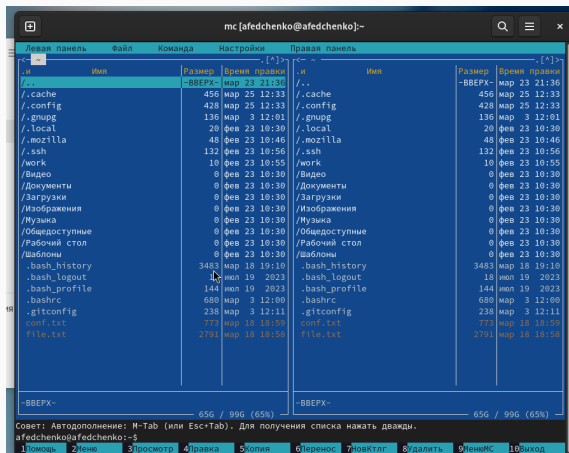 mc [afedchenko@afedchenko]:~
Левая панель Файл Команда Настройки Правая панель
<- ~ .[^]> <- ~ .[^]>
.и Имя Размер Время правки .и Имя Размер Время правки
/.. -ВВЕРХ- мар 23 21:36 /.. -ВВЕРХ- мар 23 21:36
/.cache 456 мар 25 12:33 /.cache 456 мар 25 12:33
/.config 428 мар 25 12:33 /.config 428 мар 25 12:33
/.gnupg 136 мар 3 12:01 /.gnupg 136 мар 3 12:01
/.local 20 фев 23 10:30 /.local 20 фев 23 10:30
/.mozilla 48 фев 23 10:46 /.mozilla 48 фев 23 10:46
/.ssh 132 фев 23 10:56 /.ssh 132 фев 23 10:56
/work 10 фев 23 10:55 /work 10 фев 23 10:55
/Видео 0 фев 23 10:30 /Видео 0 фев 23 10:30
/Документы 0 фев 23 10:30 /Документы 0 фев 23 10:30
/Загрузки 0 фев 23 10:30 /Загрузки 0 фев 23 10:30
/Изображения 0 фев 23 10:30 /Изображения 0 фев 23 10:30
/Музыка 0 фев 23 10:30 /Музыка 0 фев 23 10:30
/Общедоступные 0 фев 23 10:30 /Общедоступные 0 фев 23 10:30
/Рабочий стол 0 фев 23 10:30 /Рабочий стол 0 фев 23 10:30
/Шаблоны 0 фев 23 10:30 /Шаблоны 0 фев 23 10:30
.bash_history 3483 мар 18 19:10 .bash_history 3483 мар 18 19:10
.bash_logout июл 19 2023 .bash_logout 18 июл 19 2023
.bash_profile 144 июл 19 2023 .bash_profile 144 июл 19 2023
.bashrc 680 мар 3 12:00 .bashrc 680 мар 3 12:00
.gitconfig 238 мар 3 12:11 .gitconfig 238 мар 3 12:11
conf.txt 773 мар 18 18:59 conf.txt 773 мар 18 18:59
file.txt 2791 мар 18 18:58 file.txt 2791 мар 18 18:58
-ВВЕРХ- -ВВЕРХ-
65G / 99G (65%) 65G / 99G (65%)
Совет: Автодополнение: M-Tab (или Esc+Tab). Для получения списка нажать дважды.
afedchenko@afedchenko:~$
1Помощь 2Меню 3Просмотр 4Правка 5Копия 6Перенос 7НовКтлг 8Удалить 9МенюMC 10Выход